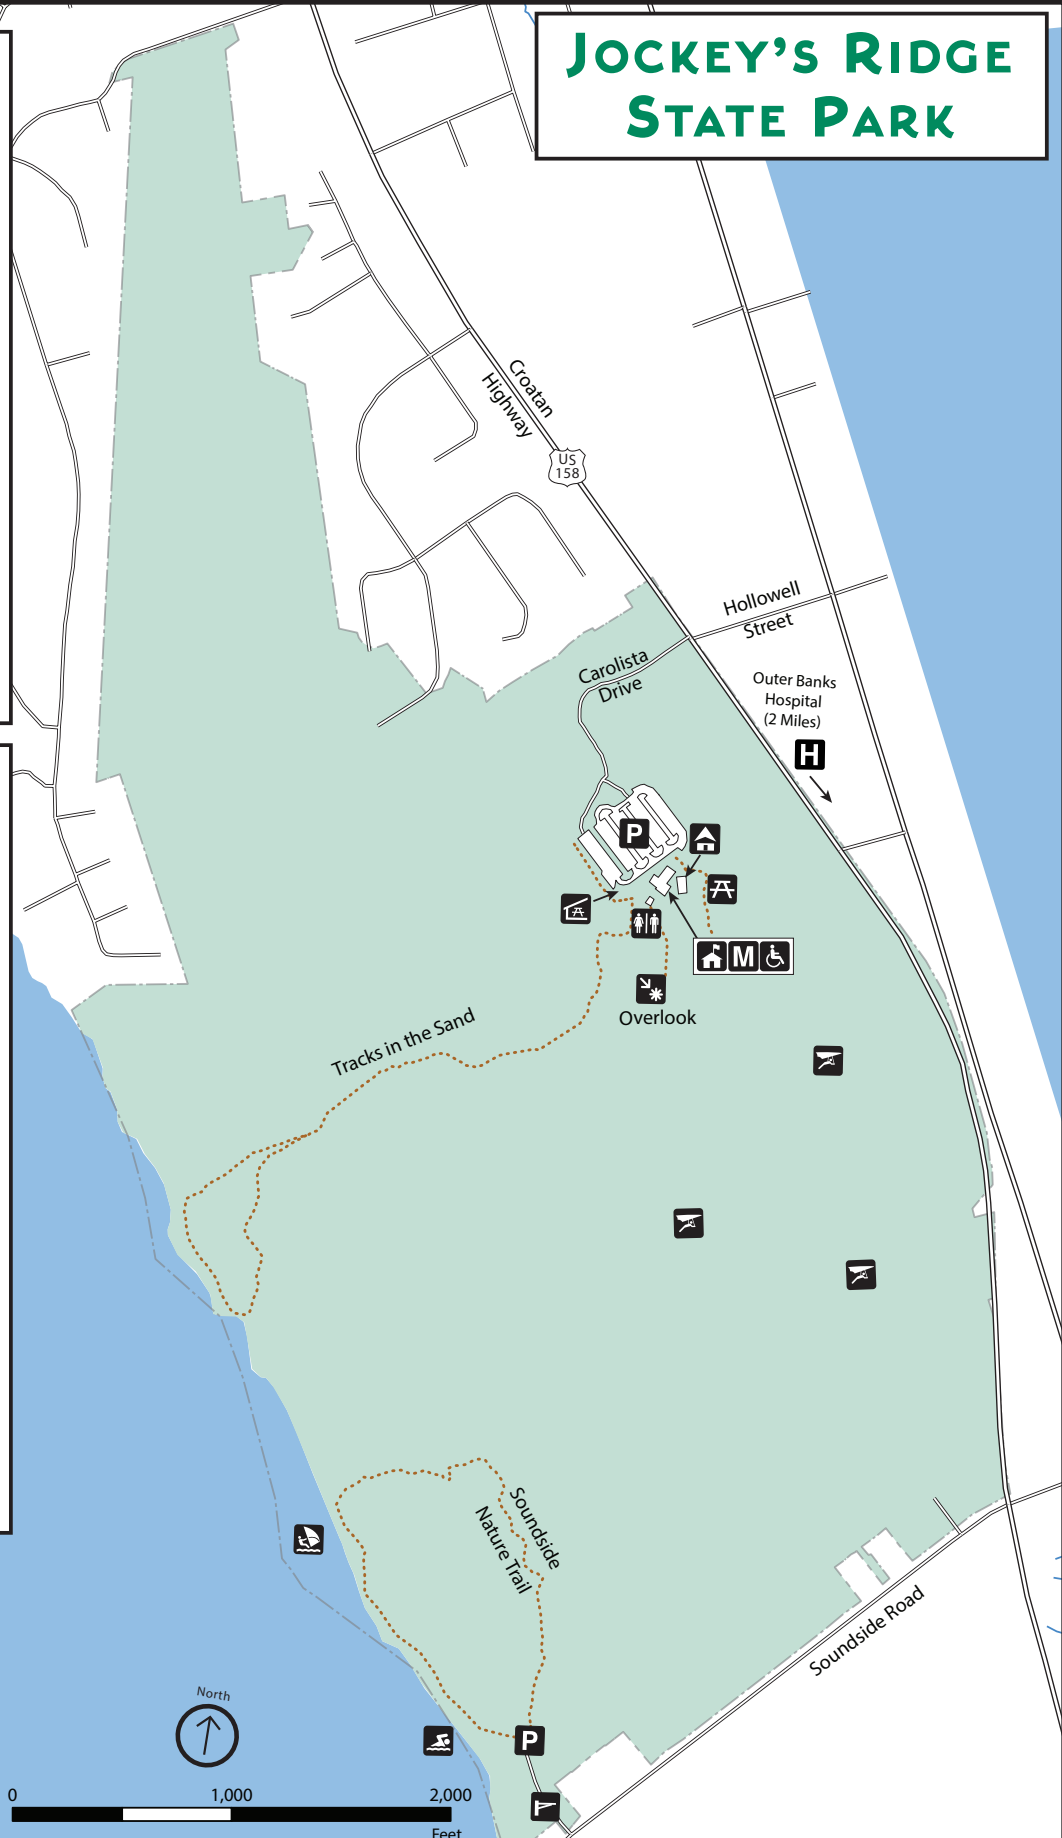 JOCKEY'S RIDGE
STATE PARK
Croatan
Highway
US
158
Hollowell
Street
Carolista
Drive
Outer Banks
Hospital
(2 Miles)
H
P
M
Overlook
Tracks in the Sand
Soundside
Nature Trail
Soundside Road
P
North
0 1,000 2,000
Feet